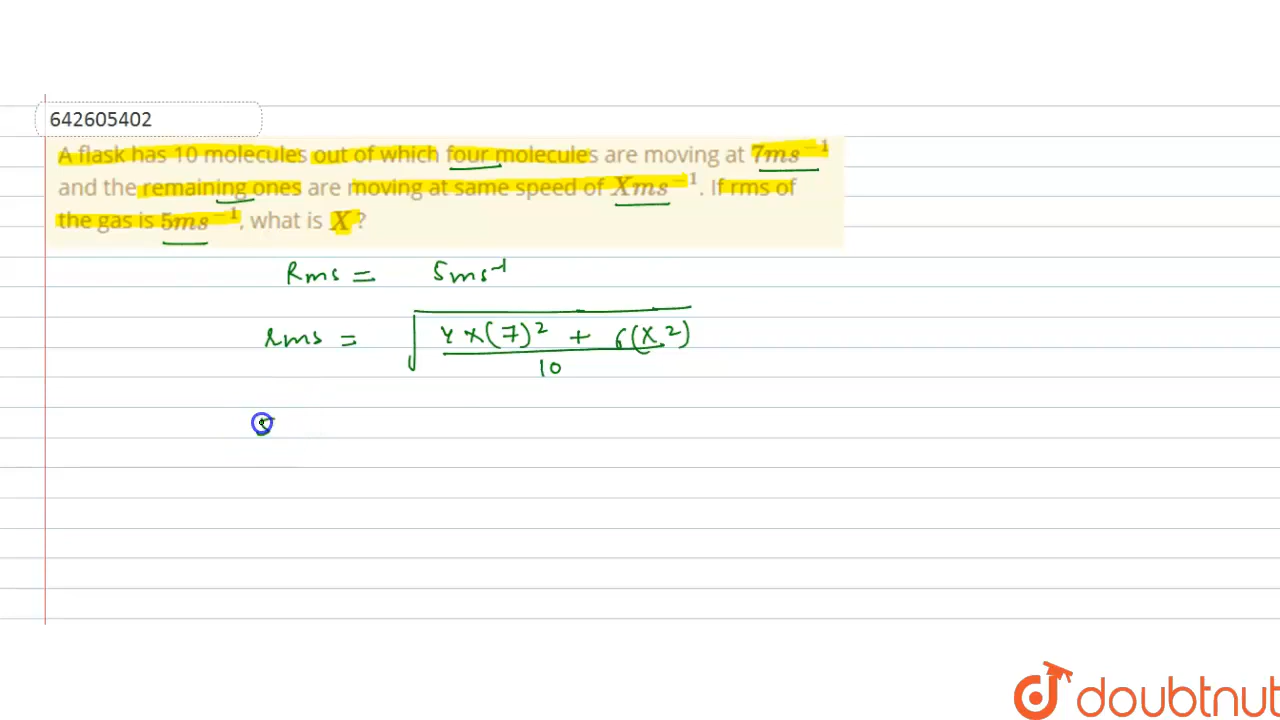 642605402
A flask has 10 molecules out of which four molecules are moving at 7ms⁻¹
and the remaining ones are moving at same speed of Xms⁻¹. If rms of
the gas is 5ms⁻¹, what is X?
Rms = 5ms⁻¹
rms = √(4×(7)² + 6(X²)/10)
5
doubtnut